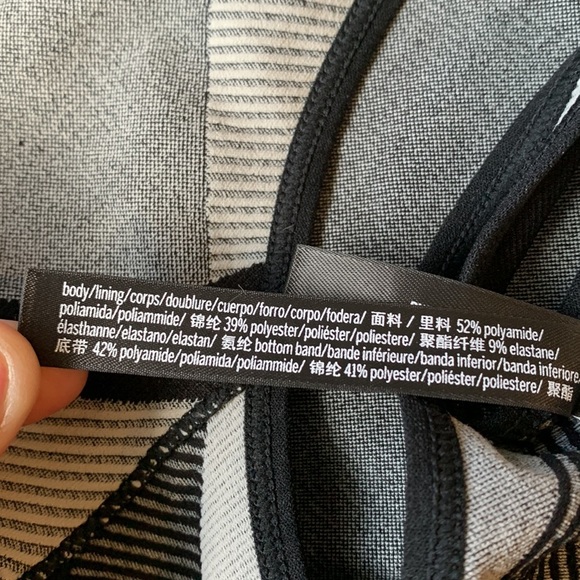 body/lining/corps/doublure/cuerpo/forro/corpo/fodera/ 面料 / 里料 52% polyamide/
poliamida/poliammide/ 锦纶 39% polyester/poliéster/poliestere/ 聚酯纤维 9% elastane/
élasthanne/elastano/elastan/ 氨纶 bottom band/bande inférieure/banda inferior/banda inferiore/
底带 42% polyamide/poliamida/poliammide/ 锦纶 41% polyester/poliéster/poliestere/ 聚酯